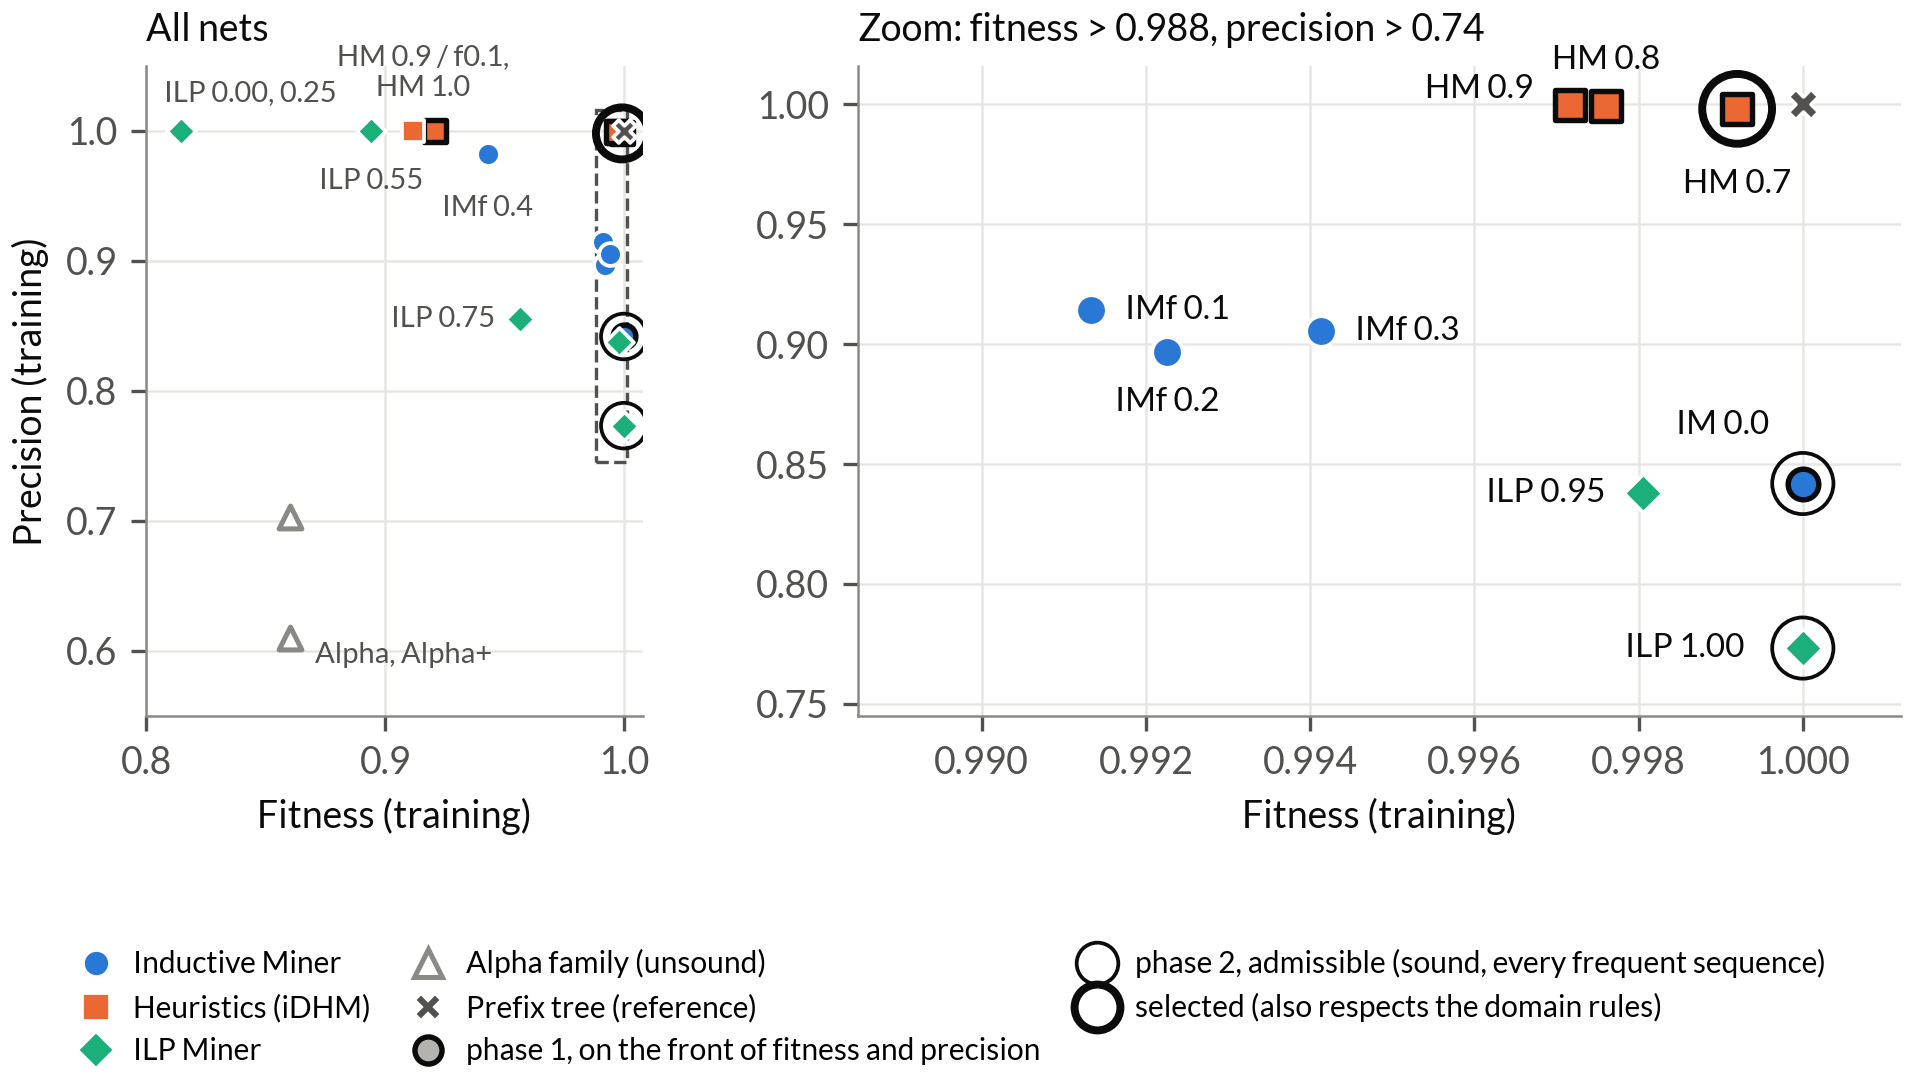 All nets
HM 0.9 / f0.1,
HM 1.0
ILP 0.00, 0.25
ILP 0.55
IMf 0.4
ILP 0.75
Alpha, Alpha+
1.0
0.9
0.8
0.7
0.6
Precision (training)
0.8
0.9
1.0
Fitness (training)
Zoom: fitness > 0.988, precision > 0.74
HM 0.8
HM 0.9
HM 0.7
IMf 0.1
IMf 0.3
IMf 0.2
IM 0.0
ILP 0.95
ILP 1.00
1.00
0.95
0.90
0.85
0.80
0.75
0.990
0.992
0.994
0.996
0.998
1.000
Fitness (training)
Inductive Miner
Heuristics (iDHM)
ILP Miner
Alpha family (unsound)
Prefix tree (reference)
phase 1, on the front of fitness and precision
phase 2, admissible (sound, every frequent sequence)
selected (also respects the domain rules)